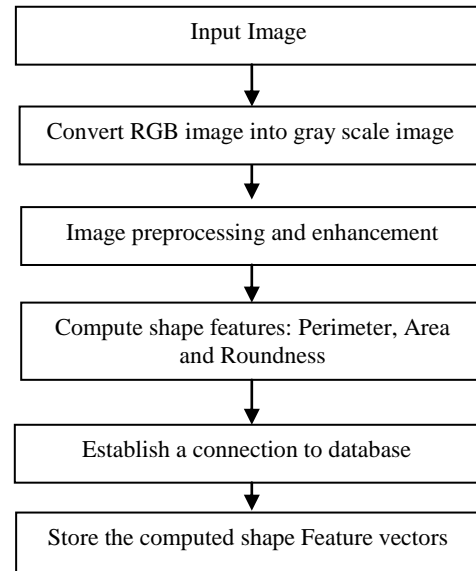 Input Image
Convert RGB image into gray scale image
Image preprocessing and enhancement
Compute shape features: Perimeter, Area
and Roundness
Establish a connection to database
Store the computed shape Feature vectors